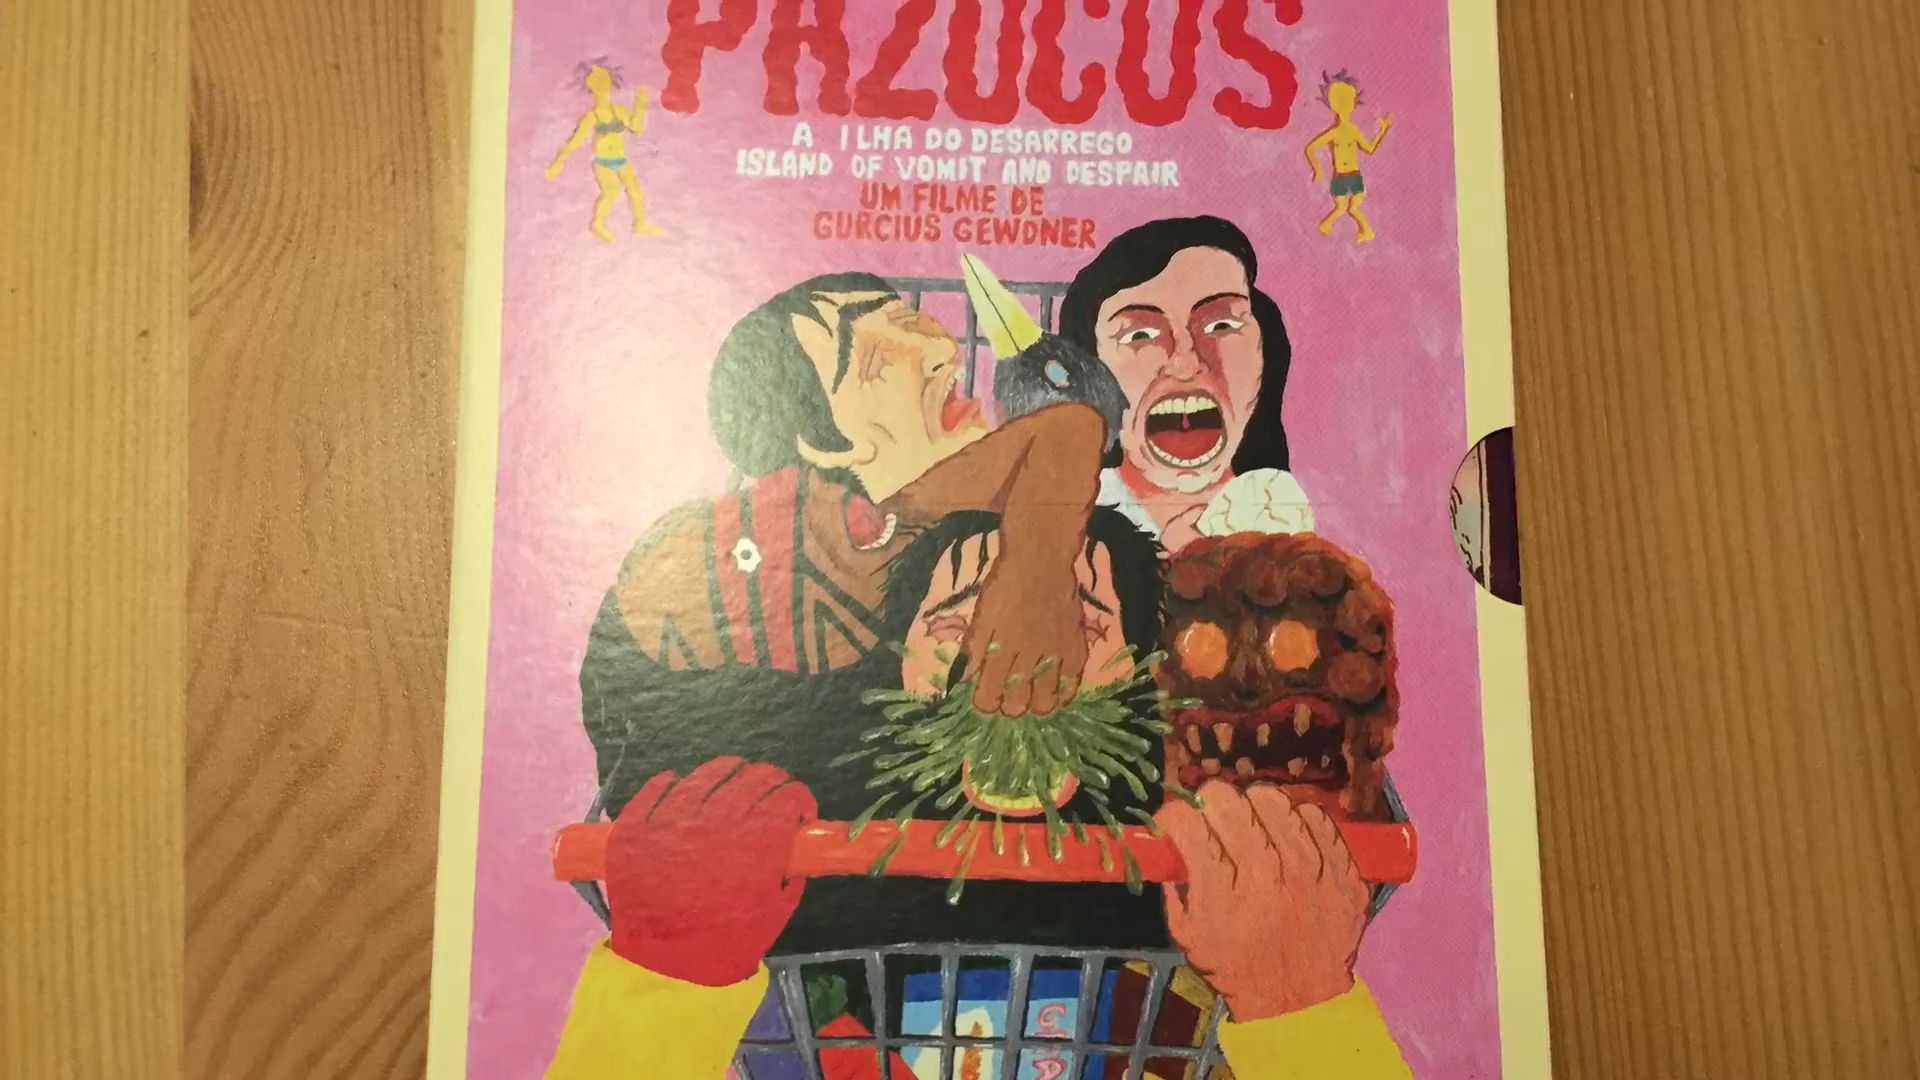 PAZUCUS
A ILHA DO DESARREGO
ISLAND OF VOMIT AND DESPAIR
UM FILME DE
GURCIUS GEWDNER